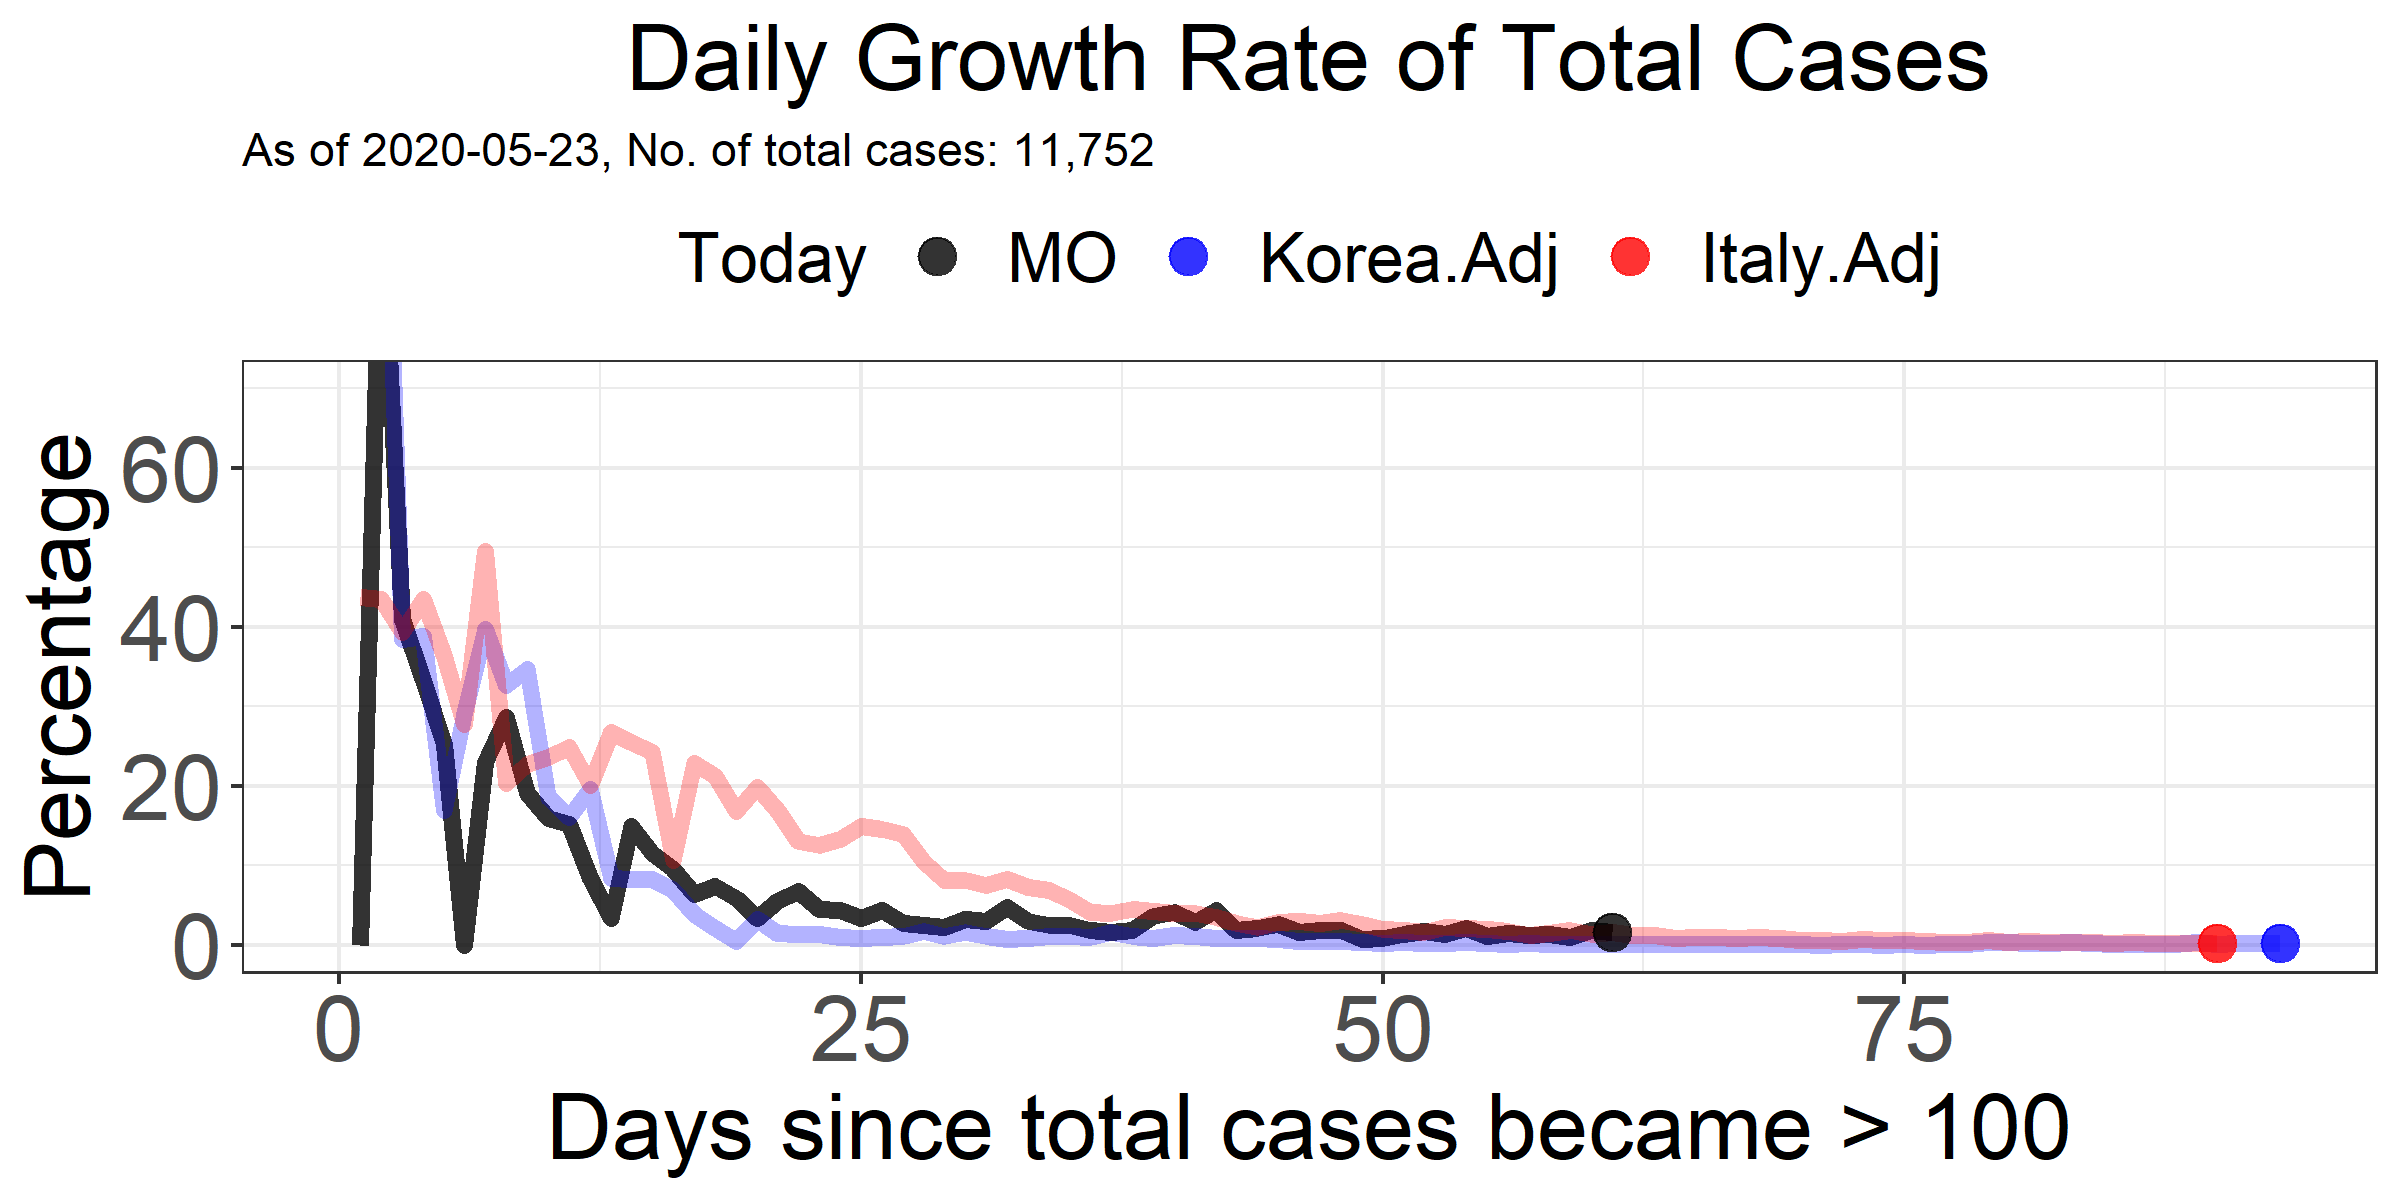 Daily Growth Rate of Total Cases
As of 2020-05-23, No. of total cases: 11,752
Today MO Korea.Adj Italy.Adj
Percentage
60
40
20
0
0 25 50 75
Days since total cases became > 100